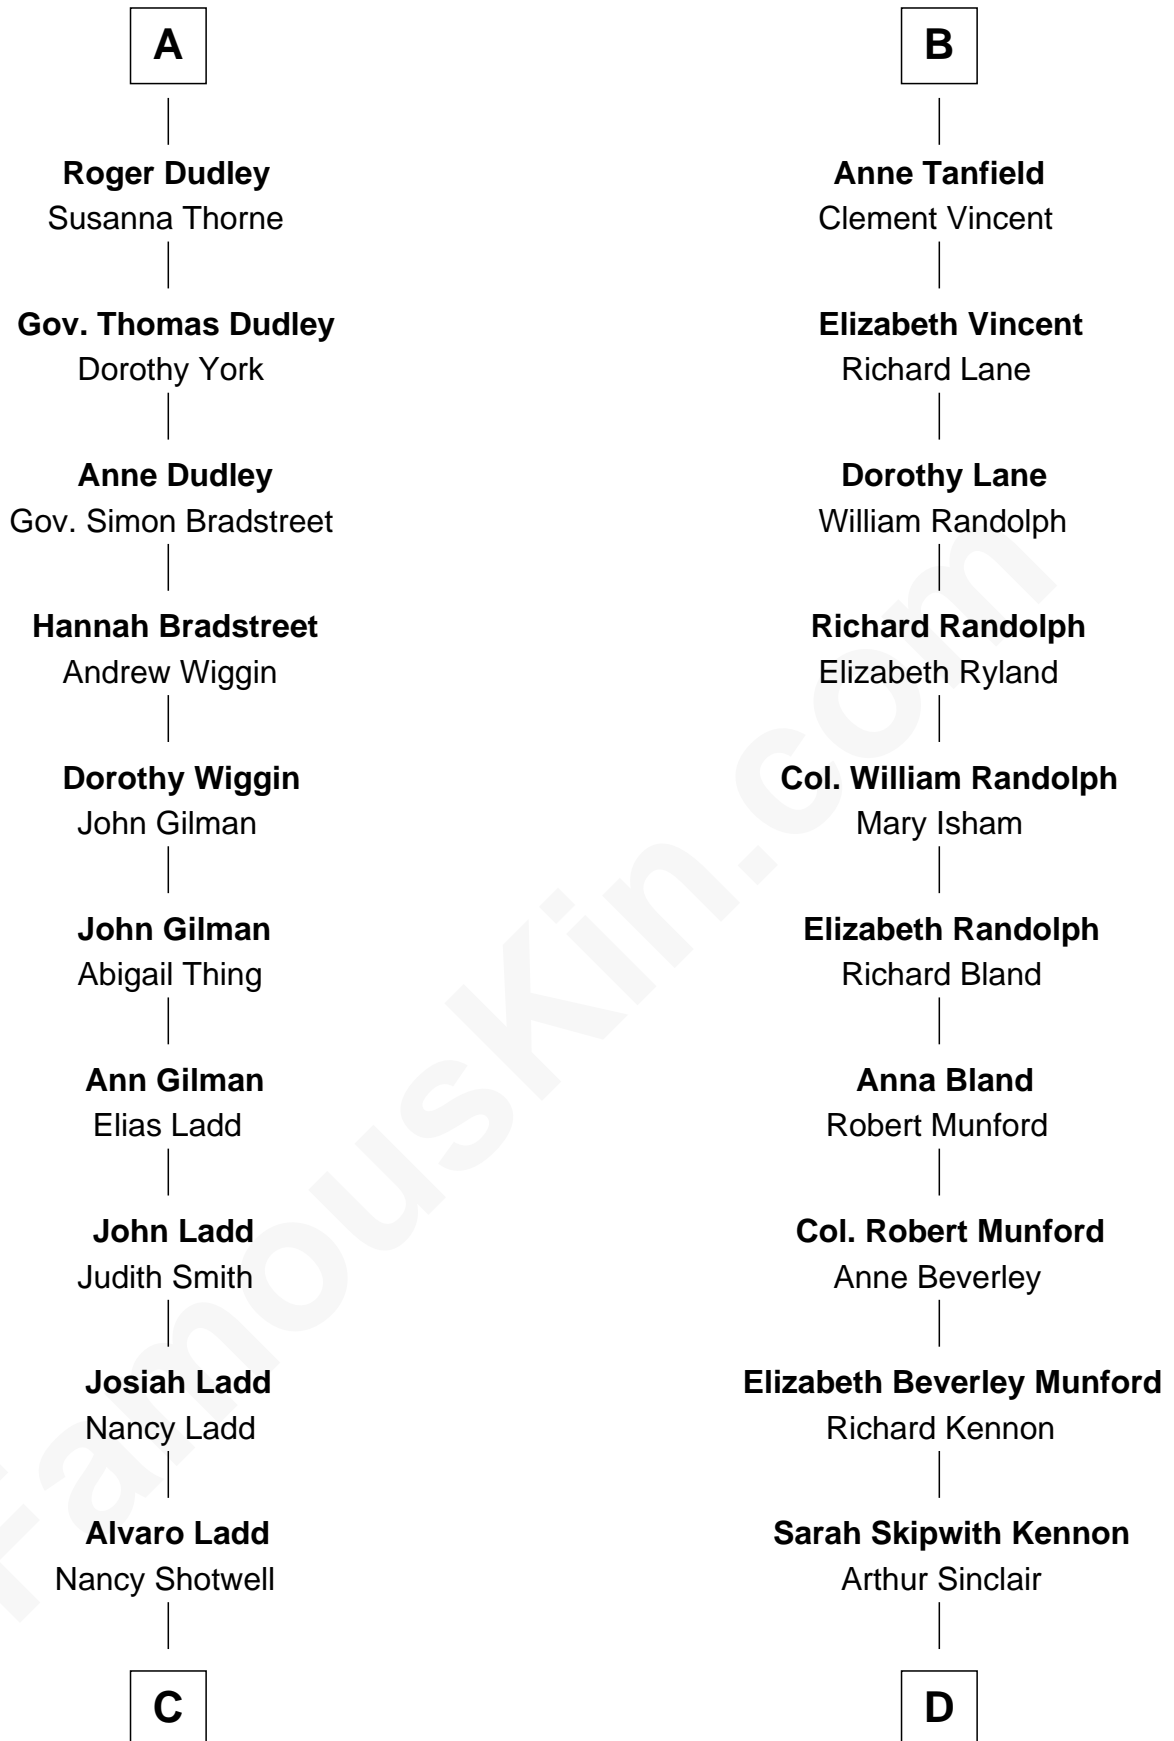 A
Roger Dudley
Susanna Thorne
Gov. Thomas Dudley
Dorothy York
Anne Dudley
Gov. Simon Bradstreet
Hannah Bradstreet
Andrew Wiggin
Dorothy Wiggin
John Gilman
John Gilman
Abigail Thing
Ann Gilman
Elias Ladd
John Ladd
Judith Smith
Josiah Ladd
Nancy Ladd
Alvaro Ladd
Nancy Shotwell
C
B
Anne Tanfield
Clement Vincent
Elizabeth Vincent
Richard Lane
Dorothy Lane
William Randolph
Richard Randolph
Elizabeth Ryland
Col. William Randolph
Mary Isham
Elizabeth Randolph
Richard Bland
Anna Bland
Robert Munford
Col. Robert Munford
Anne Beverley
Elizabeth Beverley Munford
Richard Kennon
Sarah Skipwith Kennon
Arthur Sinclair
D
FamousKin.com